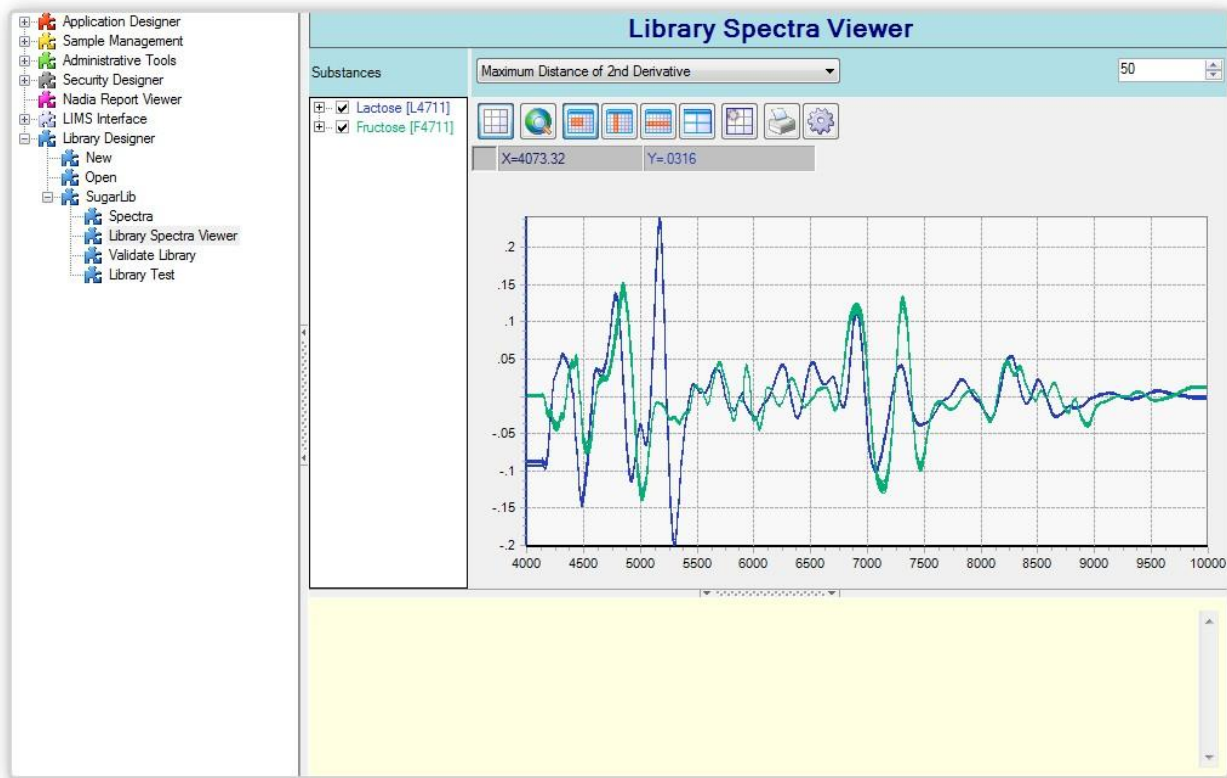 Application Designer
Sample Management
Administrative Tools
Security Designer
Nadia Report Viewer
LIMS Interface
Library Designer
New
Open
SugarLib
Spectra
Library Spectra Viewer
Validate Library
Library Test
Library Spectra Viewer
Substances
Maximum Distance of 2nd Derivative
50
Lactose [L4711]
Fructose [F4711]
X=4073.32 Y=.0316
.2
.15
.1
.05
0
-.05
-.1
-.15
-.2
4000 4500 5000 5500 6000 6500 7000 7500 8000 8500 9000 9500 10000